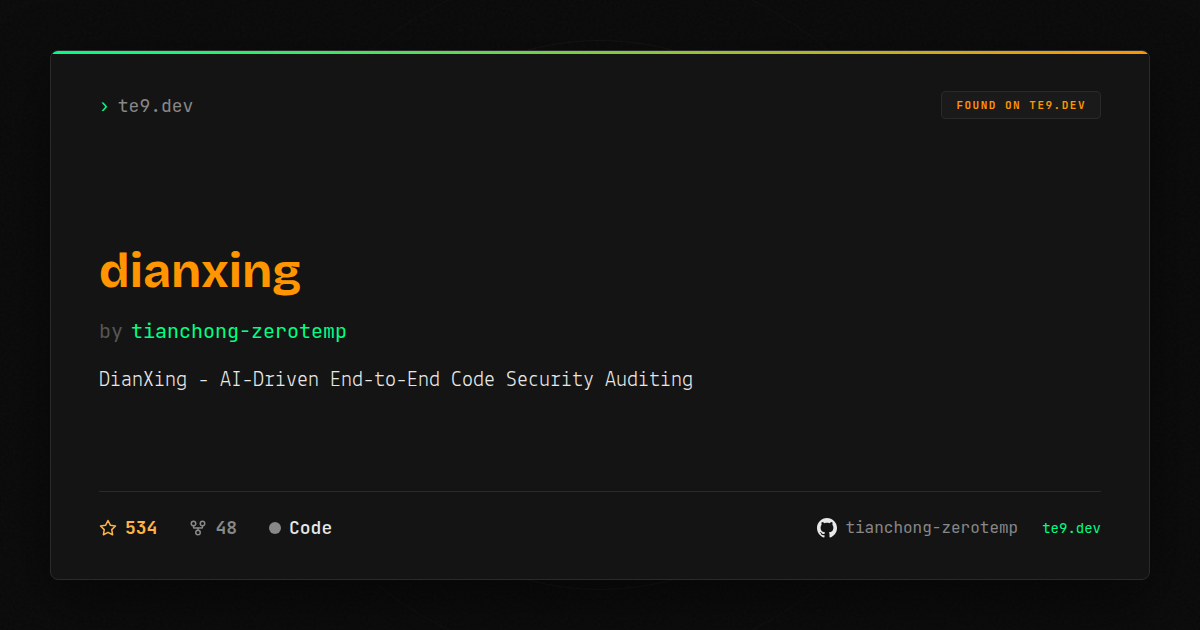 › te9.dev
FOUND ON TE9.DEV
dianxing
by tianchong-zerotemp
DianXing - AI-Driven End-to-End Code Security Auditing
534 48 Code
tianchong-zerotemp te9.dev